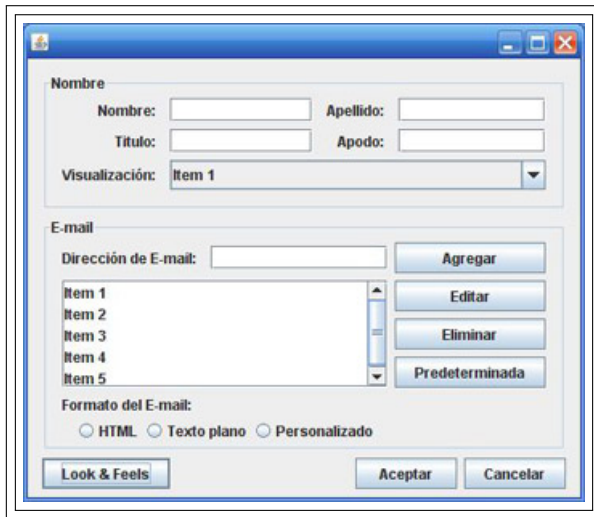 Nombre
Nombre: Apellido:
Título: Apodo:
Visualización: Item 1
E-mail
Dirección de E-mail: Agregar
Item 1
Item 2
Item 3
Item 4
Item 5
Editar
Eliminar
Predeterminada
Formato del E-mail:
HTML Texto plano Personalizado
Look & Feels Aceptar Cancelar